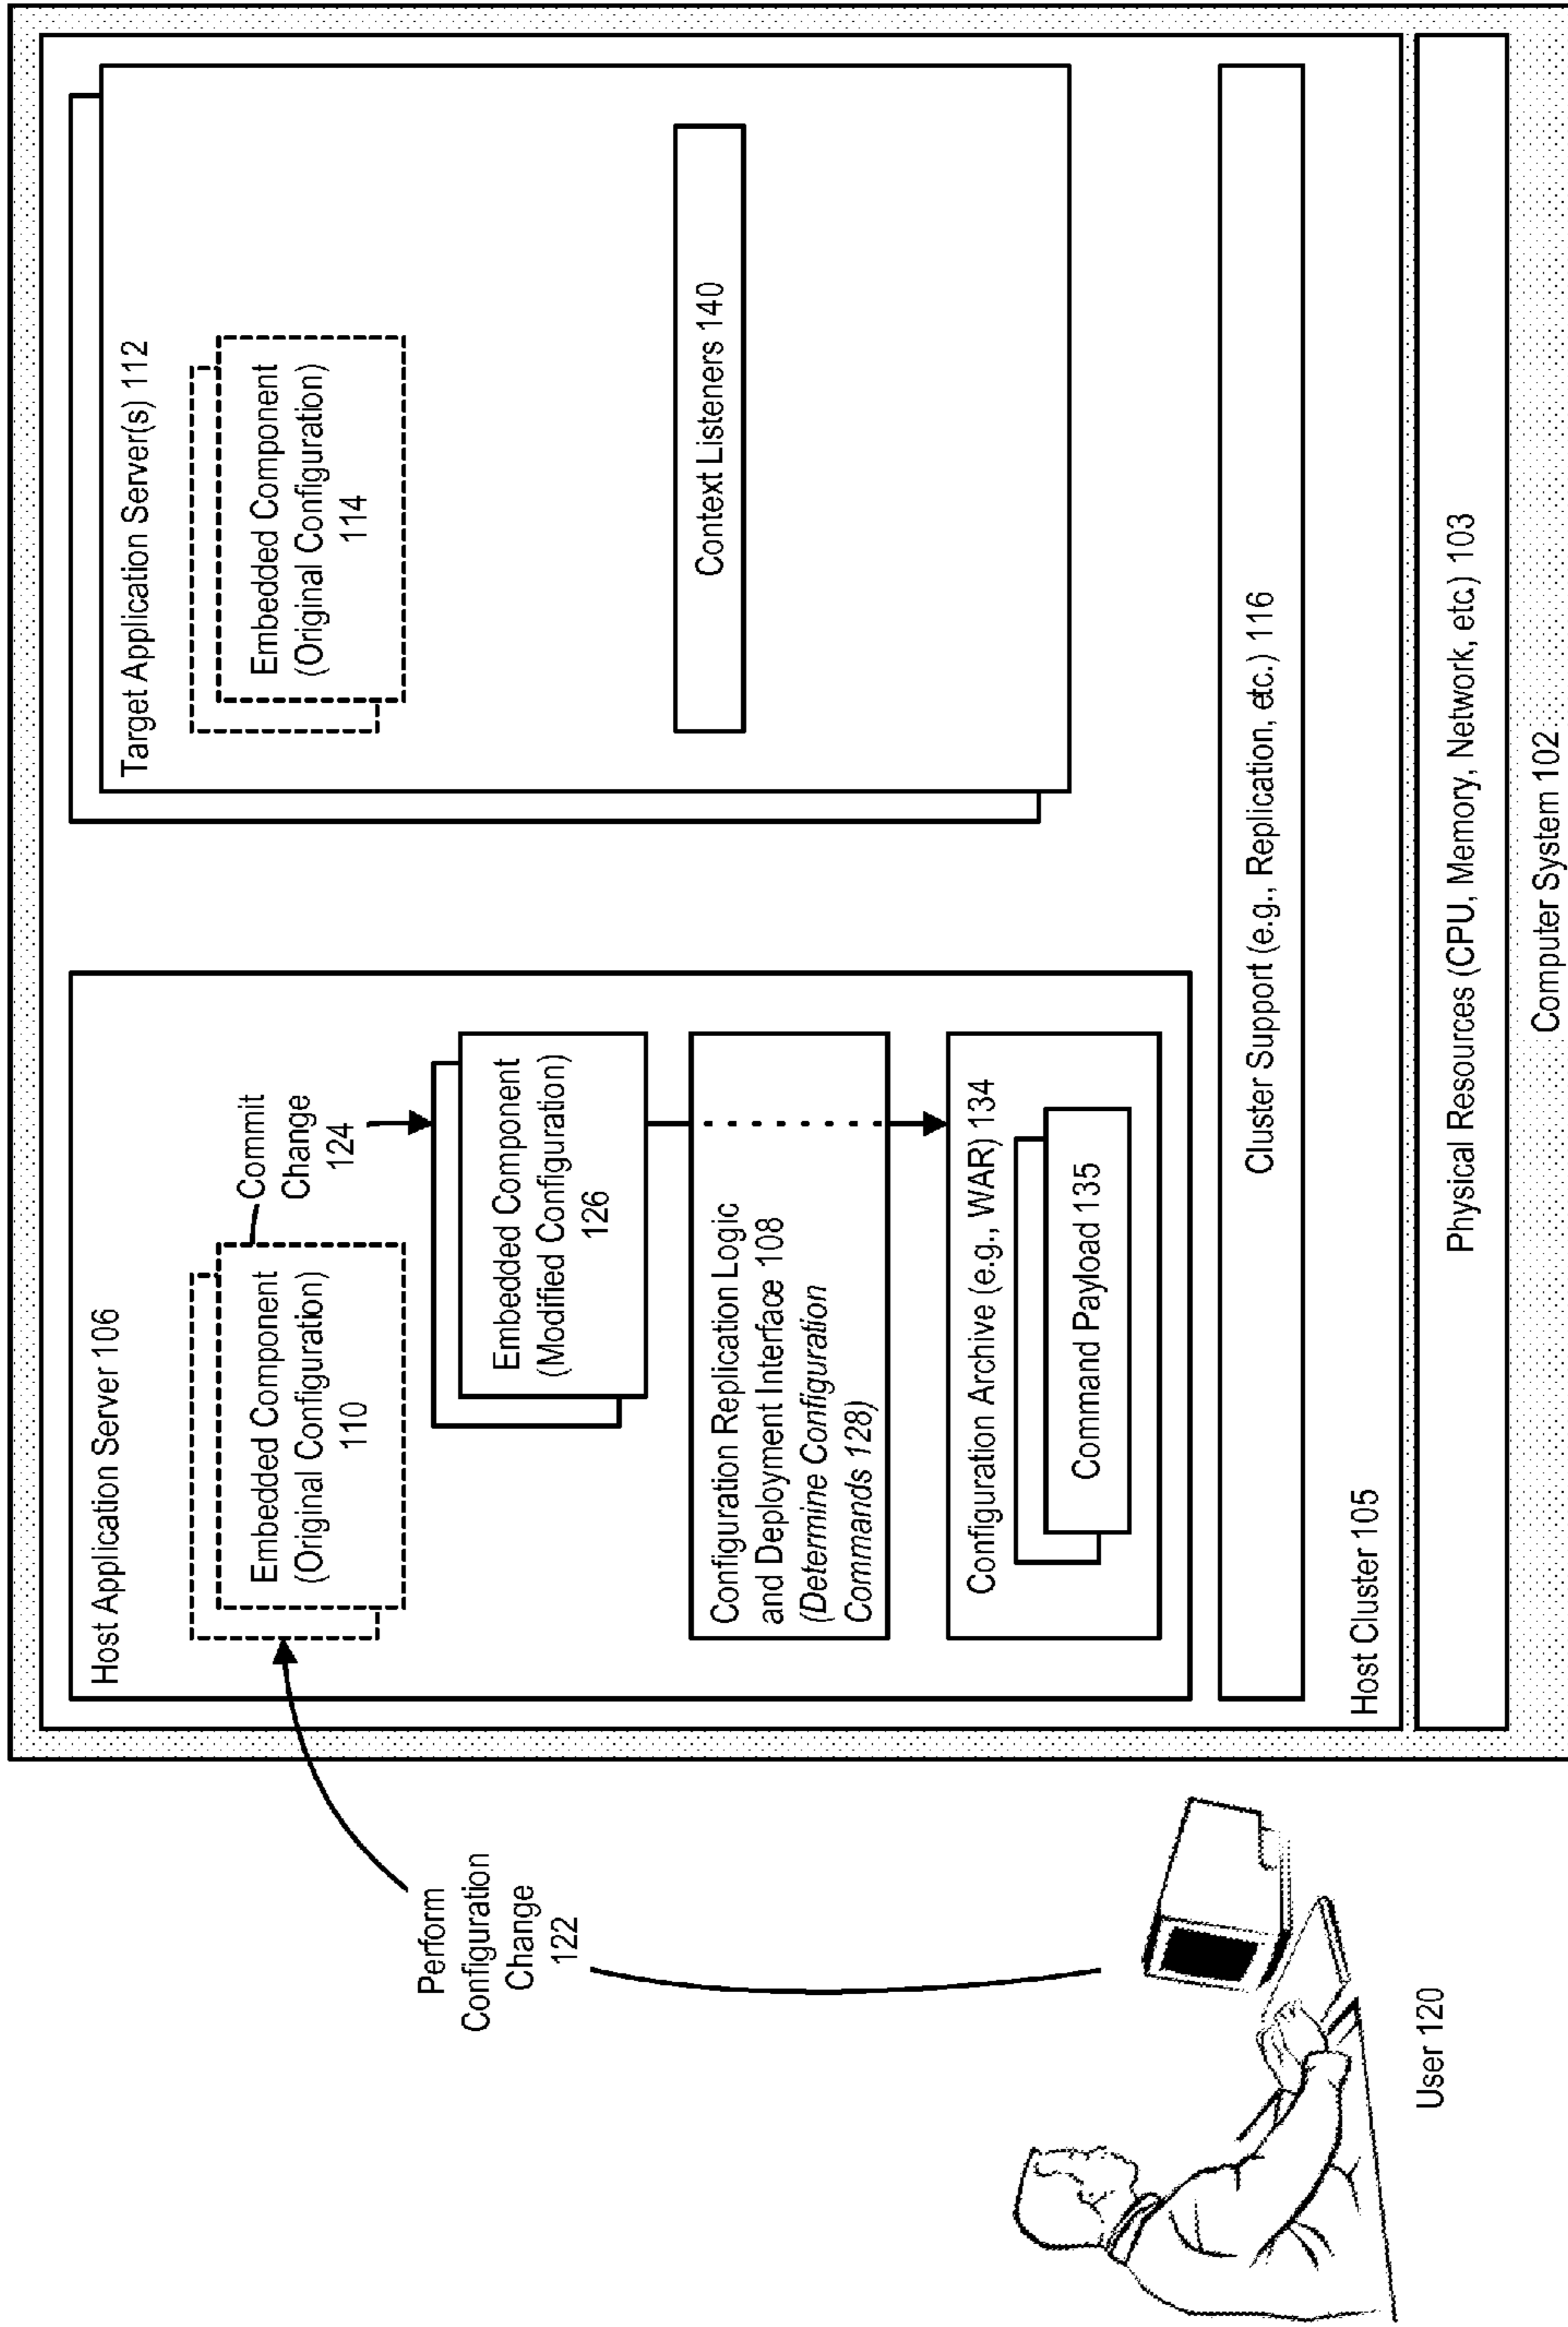 Host Application Server 106
Embedded Component
(Original Configuration)
110
Commit
Change
124
Embedded Component
(Modified Configuration)
126
Configuration Replication Logic
and Deployment Interface 108
(Determine Configuration
Commands 128)
Configuration Archive (e.g., WAR) 134
Command Payload 135
Target Application Server(s) 112
Embedded Component
(Original Configuration)
114
Context Listeners 140
Cluster Support (e.g., Replication, etc.) 116
Host Cluster 105
Physical Resources (CPU, Memory, Network, etc.) 103
Computer System 102
Perform
Configuration
Change
122
User 120